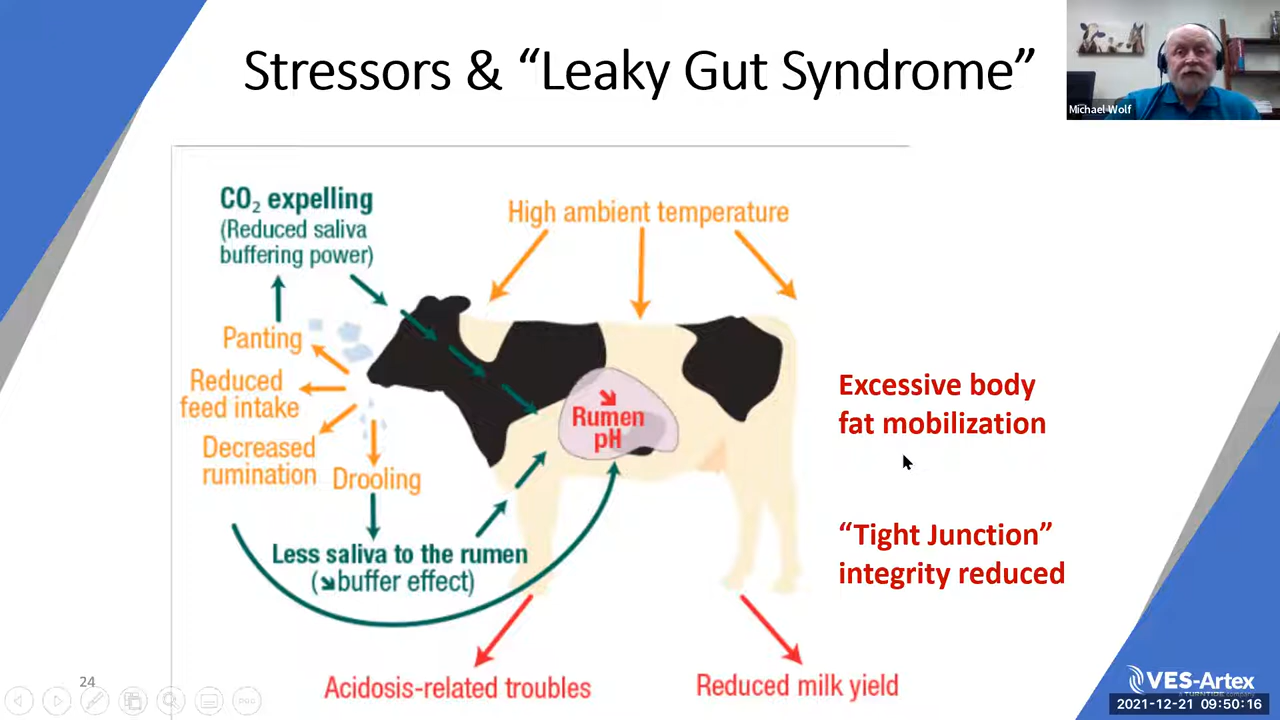 Stressors & “Leaky Gut Syndrome”
Michael Wolf
CO₂ expelling
(Reduced saliva
buffering power)
High ambient temperature
Panting
Reduced
feed intake
Decreased
rumination
Drooling
Rumen
pH
Less saliva to the rumen
(↘buffer effect)
Excessive body
fat mobilization
“Tight Junction”
integrity reduced
Acidosis-related troubles
Reduced milk yield
24
VES-Artex
A TURNTIDE company
2021-12-21 09:50:16